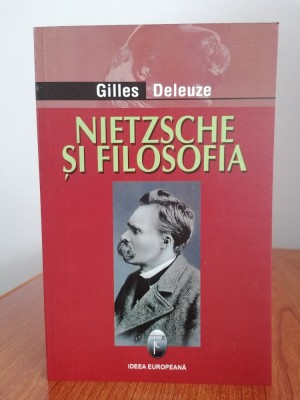 Gilles Deleuze
NIETZSCHE
ȘI FILOSOFIA
IDEEA EUROPEANĂ